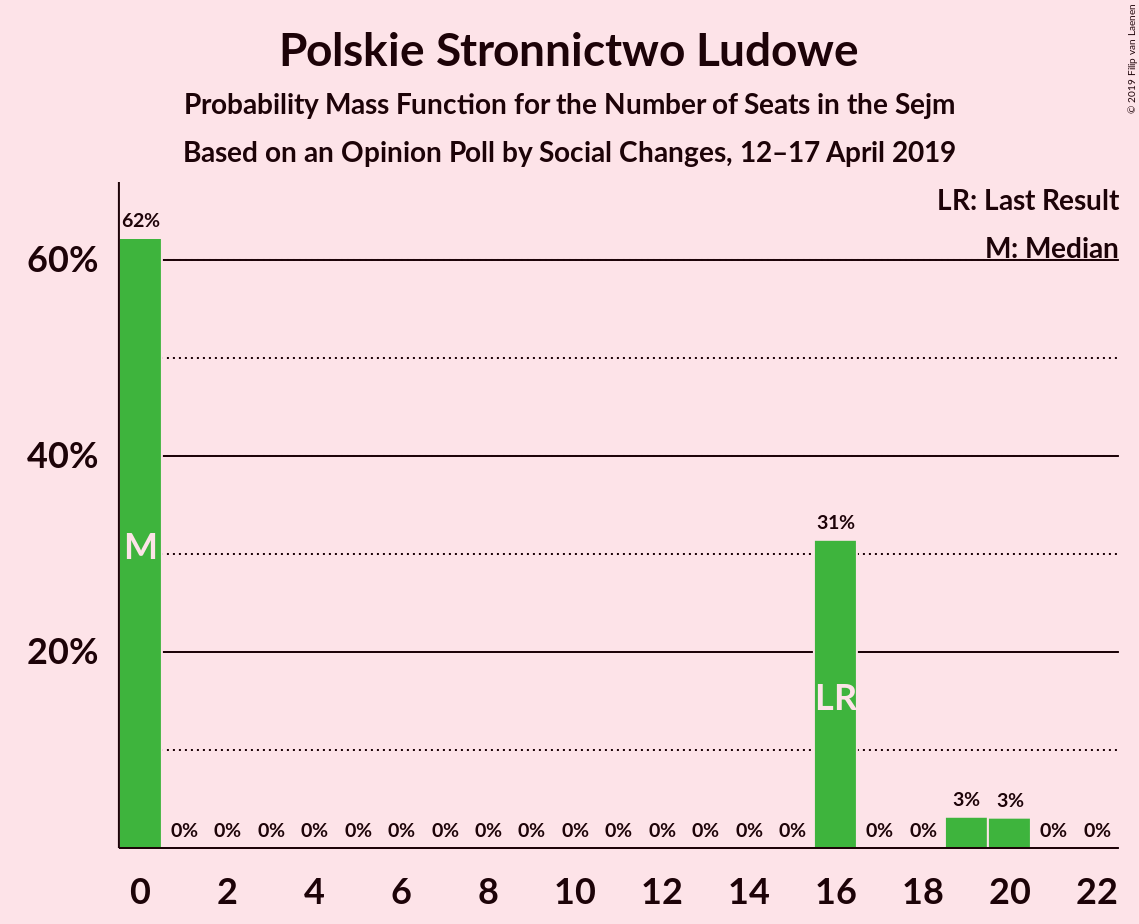 Polskie Stronnictwo Ludowe
Probability Mass Function for the Number of Seats in the Sejm
Based on an Opinion Poll by Social Changes, 12–17 April 2019
© 2019 Filip van Laenen
LR: Last Result
M: Median
62%
60%
40%
20%
M
31%
LR
0% 0% 0% 0% 0% 0% 0% 0% 0% 0% 0% 0% 0% 0% 0% 0% 0% 3% 3% 0% 0%
0 2 4 6 8 10 12 14 16 18 20 22